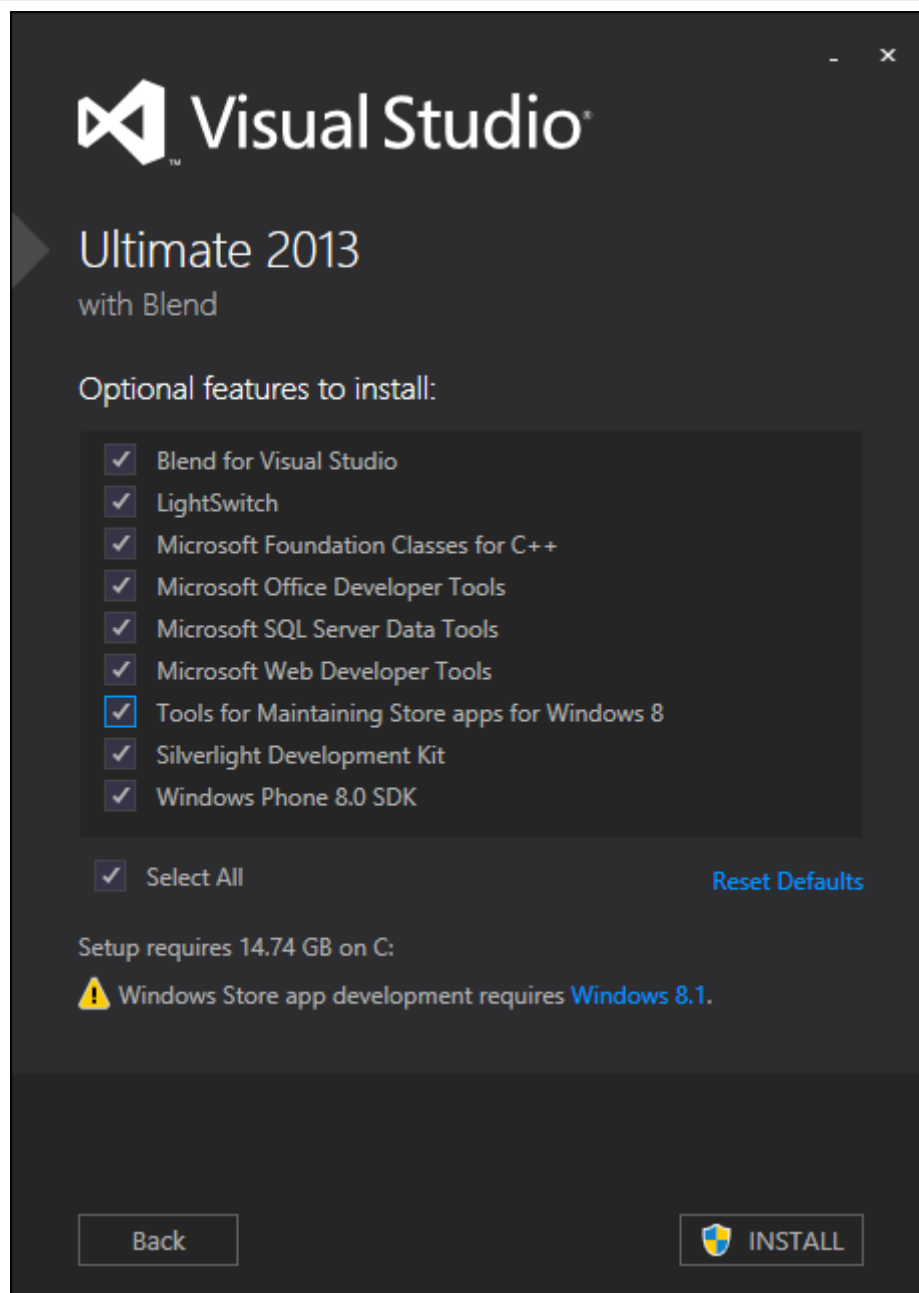 Visual Studio®
™
Ultimate 2013
with Blend
Optional features to install:
Blend for Visual Studio
LightSwitch
Microsoft Foundation Classes for C++
Microsoft Office Developer Tools
Microsoft SQL Server Data Tools
Microsoft Web Developer Tools
Tools for Maintaining Store apps for Windows 8
Silverlight Development Kit
Windows Phone 8.0 SDK
Select All Reset Defaults
Setup requires 14.74 GB on C:
Windows Store app development requires Windows 8.1.
Back INSTALL